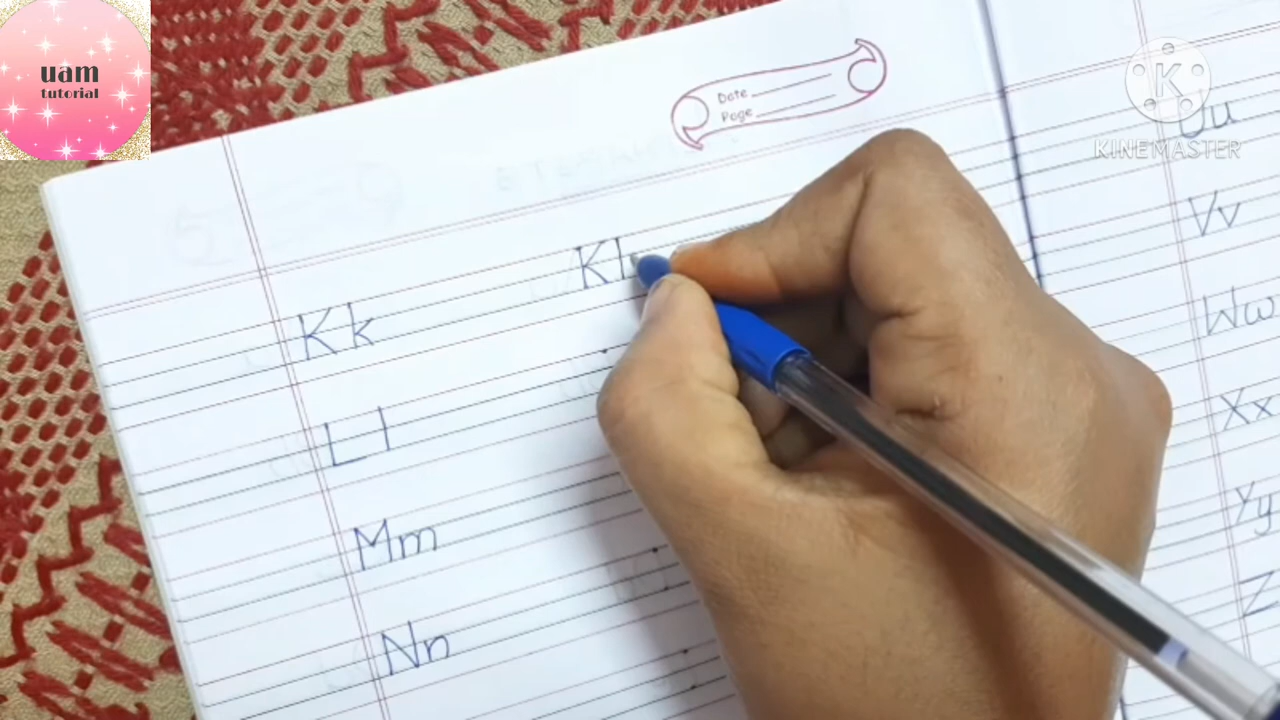 uam
tutorial
Date
Page
KINEMASTER
Kk
Kl
Ll
Mm
Nn
Uu
Vv
Ww
Xx
Yy
Z